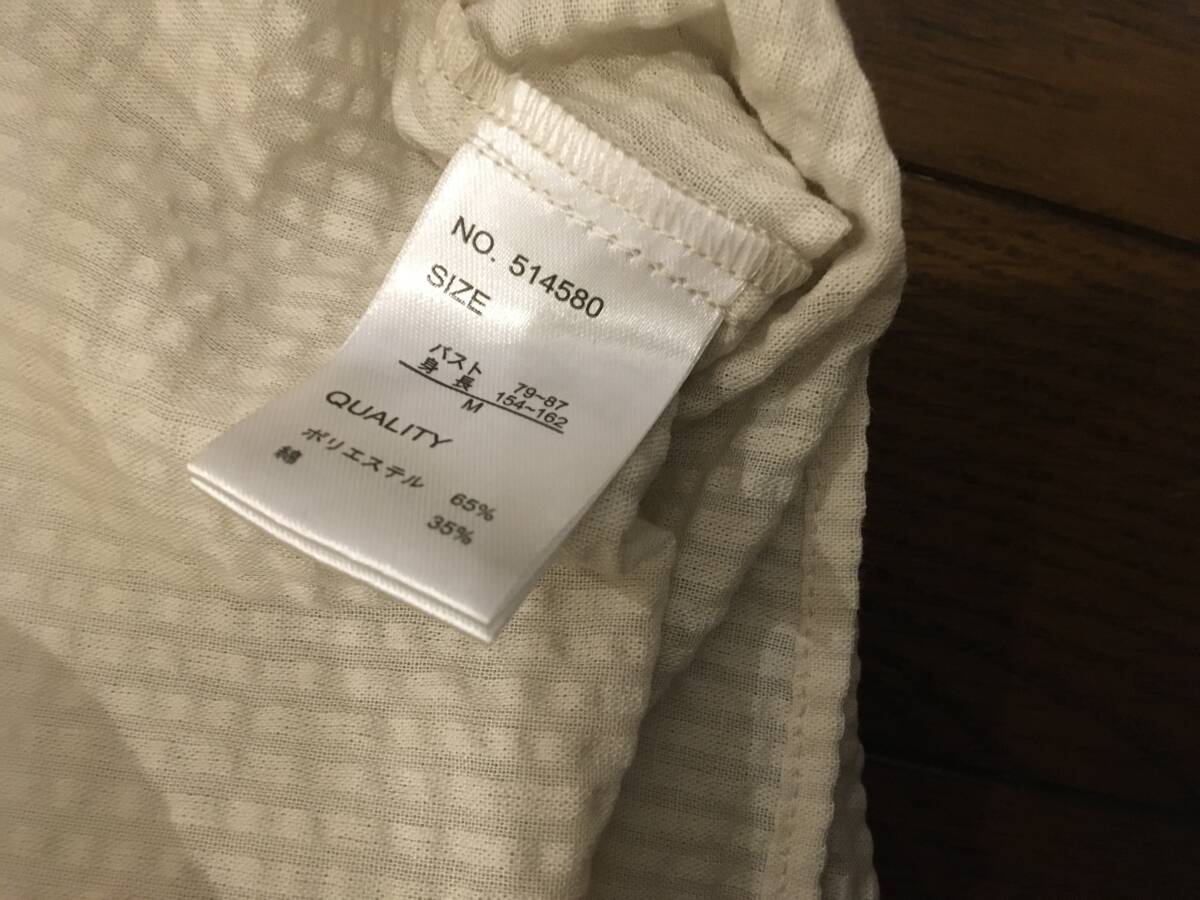 NO. 514580
SIZE
バスト 79~87
身長 154~162
M
QUALITY
ポリエステル 65%
綿 35%